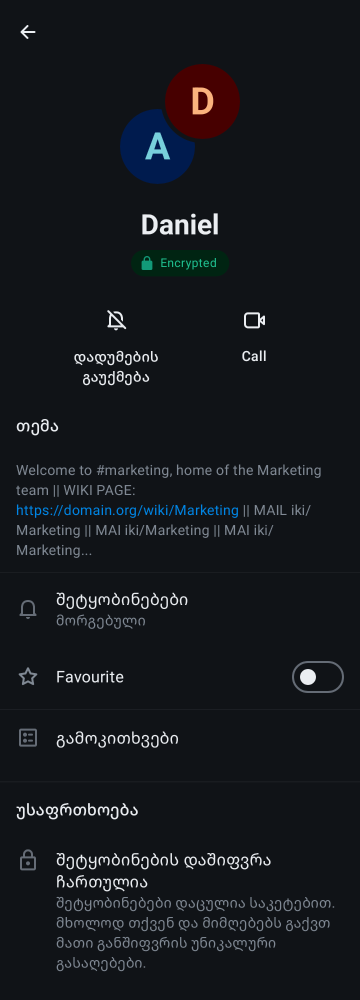 D
A
Daniel
Encrypted
დადუმების
გაუქმება
Call
თემა
Welcome to #marketing, home of the Marketing
team || WIKI PAGE:
https://domain.org/wiki/Marketing || MAIL iki/
Marketing || MAI iki/Marketing || MAI iki/
Marketing...
შეტყობინებები
მორგებული
Favourite
გამოკითხვები
უსაფრთხოება
შეტყობინების დაშიფვრა
ჩართულია
შეტყობინებები დაცულია საკეტებით.
მხოლოდ თქვენ და მიმღებებს გაქვთ
მათი განშიფვრის უნიკალური
გასაღებები.